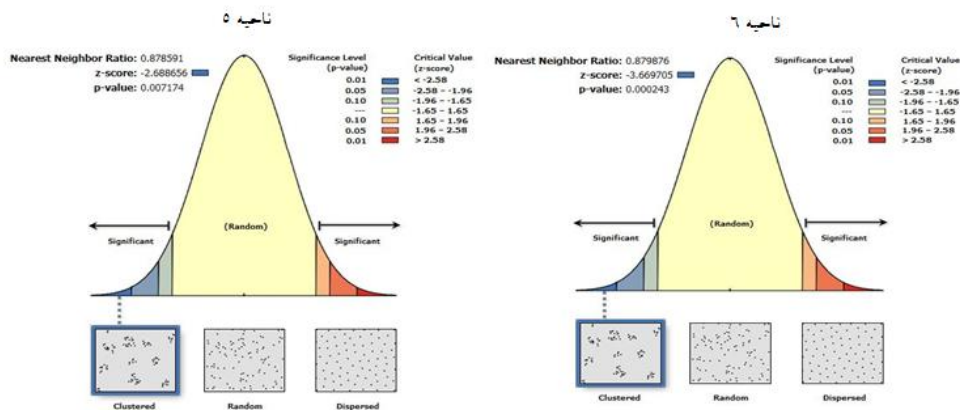 ناحیه ۵
Nearest Neighbor Ratio: 0.878591
z-score: -2.688656
p-value: 0.007174
Significance Level (p-value)
Critical Value (z-score)
0.01 < -2.58
0.05 -2.58 – -1.96
0.10 -1.96 – -1.65
--- -1.65 – 1.65
0.10 1.65 – 1.96
0.05 1.96 – 2.58
0.01 > 2.58
(Random)
Significant
Significant
Clustered
Random
Dispersed
ناحیه ٦
Nearest Neighbor Ratio: 0.879876
z-score: -3.669705
p-value: 0.000243
Significance Level (p-value)
Critical Value (z-score)
0.01 < -2.58
0.05 -2.58 – -1.96
0.10 -1.96 – -1.65
--- -1.65 – 1.65
0.10 1.65 – 1.96
0.05 1.96 – 2.58
0.01 > 2.58
(Random)
Significant
Significant
Clustered
Random
Dispersed